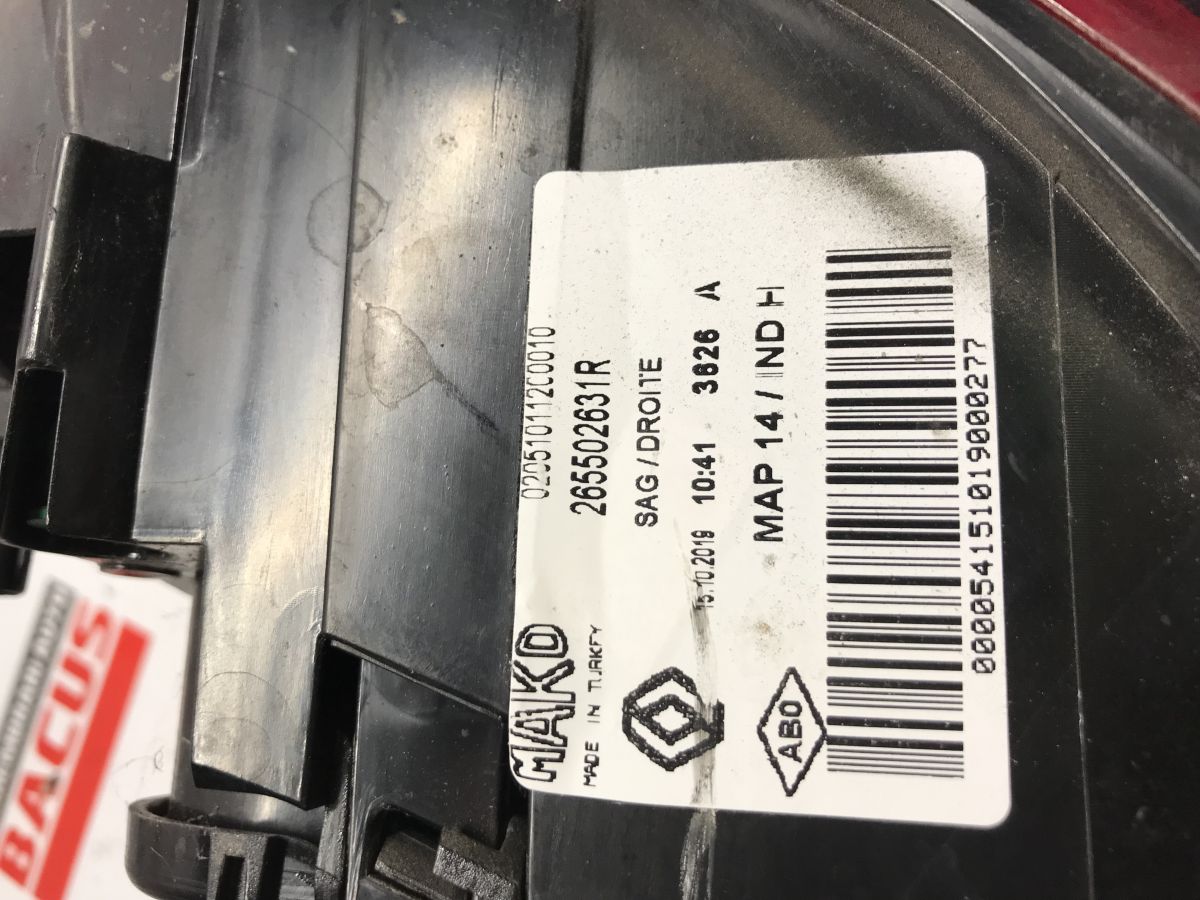 020510112C0010
MAKO
265502631R
MADE IN TURKEY
SAG / DROITE
15.10.2019 10:41 3626 A
MAP 14 / IND H
ABO
0000541510190000277
BACUS